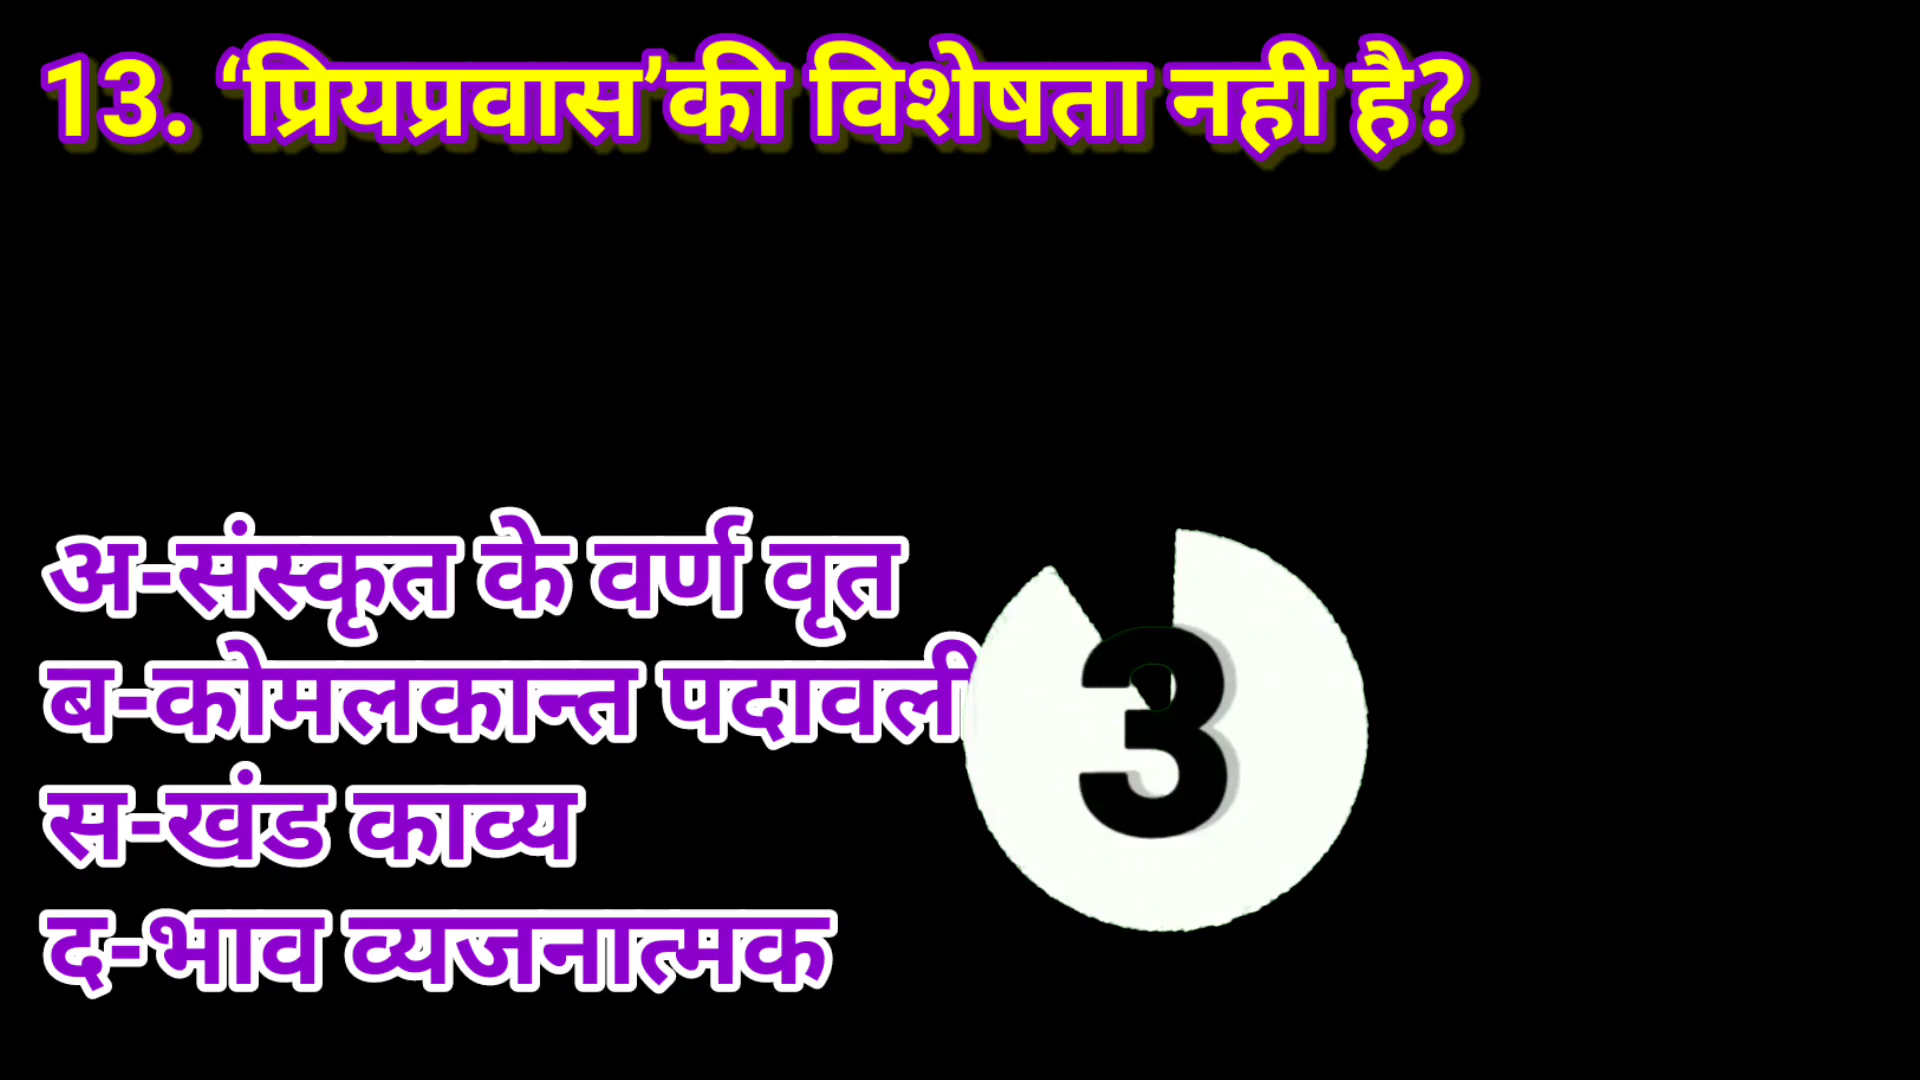 13. ‘प्रियप्रवास’की विशेषता नही है?
अ-संस्कृत के वर्ण वृत
ब-कोमलकान्त पदावली
स-खंड काव्य
द-भाव व्यजनात्मक
3